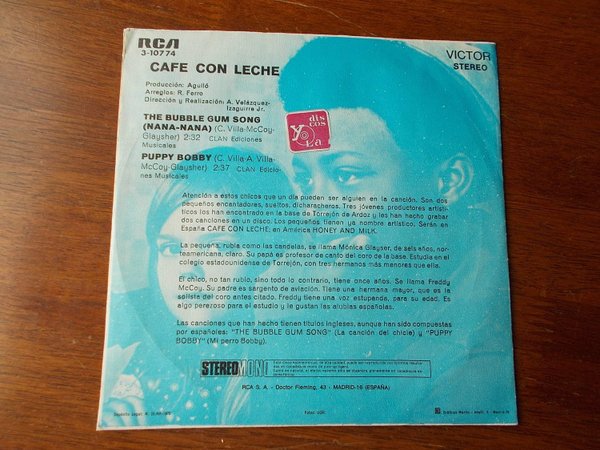 RCA
3-10774
VICTOR
STEREO
CAFE CON LECHE
Producción: Aguiló
Arreglos: R. Ferro
Dirección y Realización: A. Velázquez-
Izaguirre Jr.
THE BUBBLE GUM SONG
(NANA-NANA) (C. Villa-McCoy-
Glaysher) 2:32 CLAN Ediciones
Musicales
PUPPY BOBBY (C. Villa-A. Villa-
McCoy-Glaysher) 2:37 CLAN Edicio-
nes Musicales
dis
cos
y
La
Atención a estos chicos que un día pueden ser alguien en la canción. Son dos
pequeños encantadores, sueltos, dicharacheros. Tres jóvenes productores artísti-
ticos los han encontrado en la base de Torrejón de Ardoz y les han hecho grabar
dos canciones en un disco. Los pequeños tienen ya nombre artístico: Serán en
España CAFE CON LECHE; en América HONEY AND MILK.
La pequeña, rubia como las candelas, se llama Mónica Glayser, de seis años, nor-
teamericana, claro. Su papá es profesor de canto del coro de la base. Estudia en el
colegio estadounidense de Torrejón, con tres hermanos más menores que ella.
El chico, no tan rubio, sino todo lo contrario, tiene once años. Se llama Freddy
McCoy. Su padre es sargento de aviación. Tiene una hermana mayor, que es la
solista del coro antes citado. Freddy tiene una voz estupenda, para su edad. Es
algo perezoso para el estudio y le gustan las alubias españolas.
Las canciones que han hecho tienen títulos ingleses, aunque han sido compuestas
por españoles: "THE BUBBLE GUM SONG" (La canción del chicle) y "PUPPY
BOBBY" (Mi perro Bobby).
STEREO MONO
RCA S. A. - Doctor Fleming, 43 - MADRID-16 (ESPAÑA)